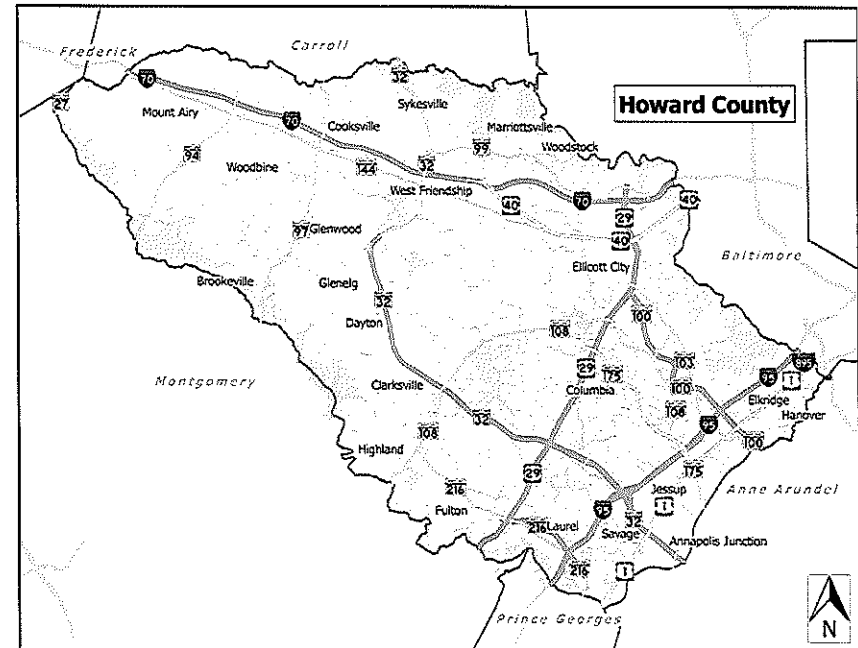 Frederick
Carroll
32
70
27
Mount Airy
70
Sykesville
Howard County
Cooksville
Marriottsville
99
Woodstock
94
Woodbine
144
32
West Friendship
40
70
40
29
97
Glenwood
40
Ellicott City
Baltimore
Brookeville
Glenelg
32
Dayton
108
100
Montgomery
29
175
Columbia
103
100
895
95
1
Clarksville
Elkridge
108
32
108
95
Hanover
Highland
100
29
175
216
Jessup
Anne Arundel
Fulton
95
1
216
Laurel
Savage
32
Annapolis Junction
216
1
Prince Georges
N